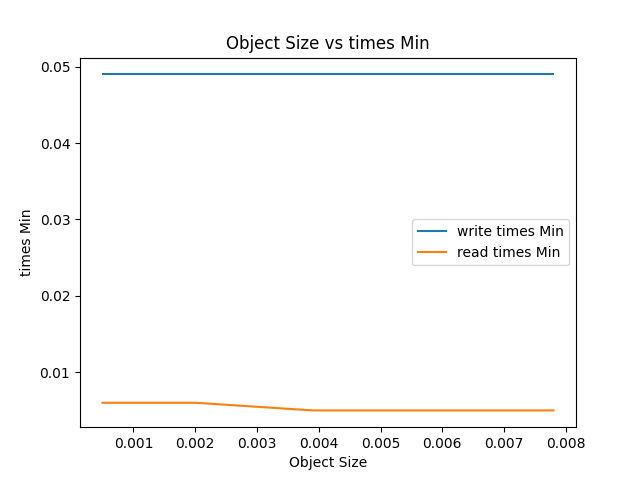 Object Size vs times Min
0.05
0.04
0.03
0.02
0.01
times Min
write times Min
read times Min
0.001 0.002 0.003 0.004 0.005 0.006 0.007 0.008
Object Size